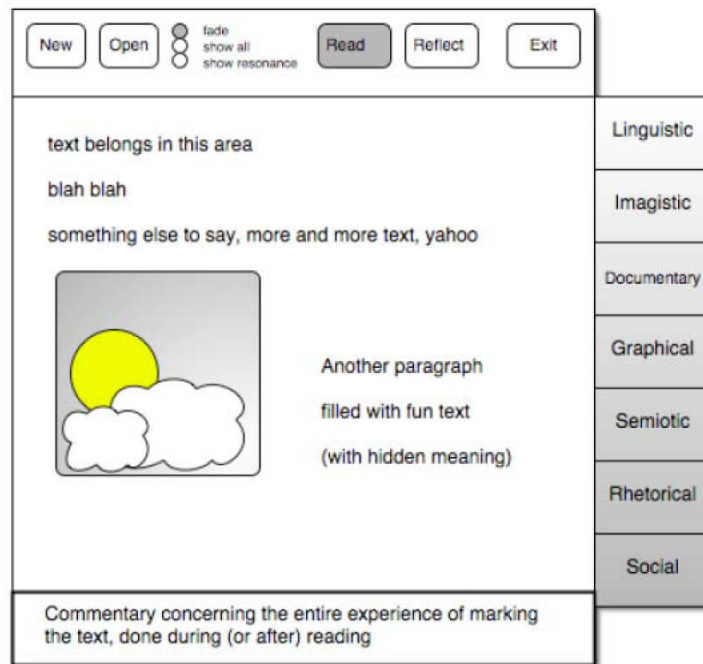 New
Open
fade
show all
show resonance
Read
Reflect
Exit
text belongs in this area
blah blah
something else to say, more and more text, yahoo
Another paragraph
filled with fun text
(with hidden meaning)
Linguistic
Imagistic
Documentary
Graphical
Semiotic
Rhetorical
Social
Commentary concerning the entire experience of marking
the text, done during (or after) reading